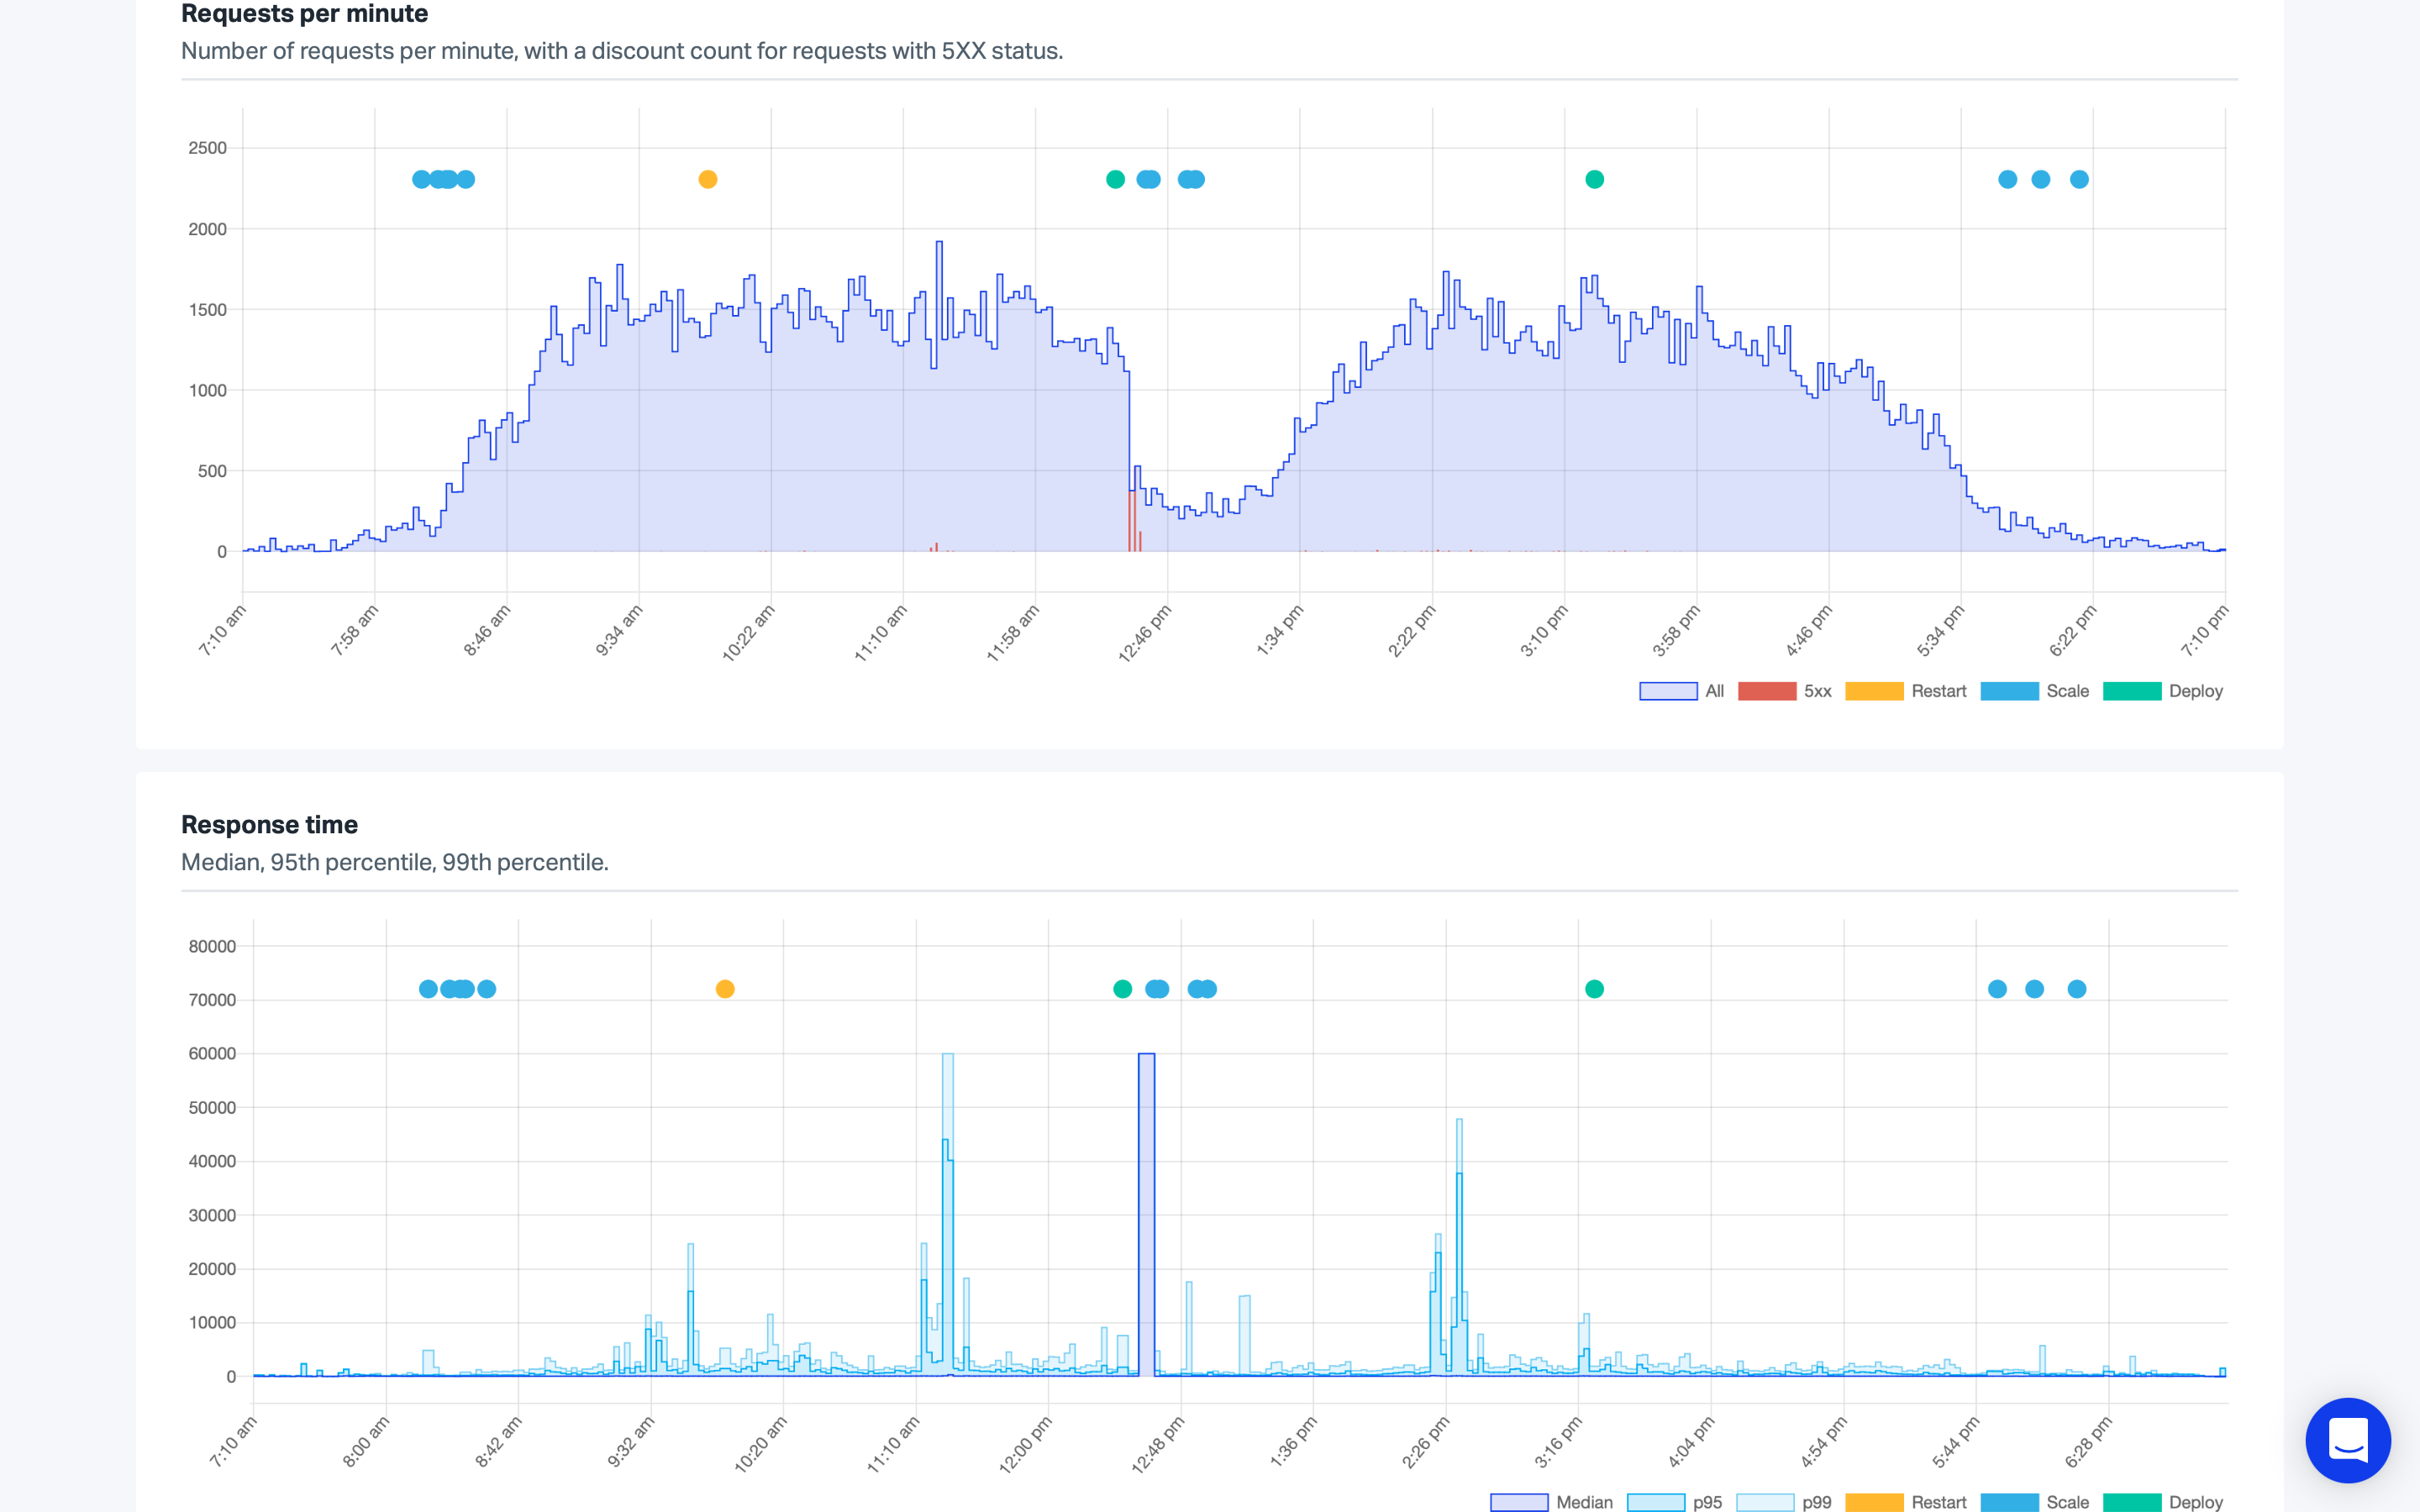 Requests per minute
Number of requests per minute, with a discount count for requests with 5XX status.
2500
2000
1500
1000
500
0
7:10 am
7:58 am
8:46 am
9:34 am
10:22 am
11:10 am
11:58 am
12:46 pm
1:34 pm
2:22 pm
3:10 pm
3:58 pm
4:46 pm
5:34 pm
6:22 pm
7:10 pm
All 5xx Restart Scale Deploy
Response time
Median, 95th percentile, 99th percentile.
80000
70000
60000
50000
40000
30000
20000
10000
0
7:10 am
8:00 am
8:42 am
9:32 am
10:20 am
11:10 am
12:00 pm
12:48 pm
1:36 pm
2:26 pm
3:16 pm
4:04 pm
4:54 pm
5:44 pm
6:28 pm
Median p95 p99 Restart Scale Deploy